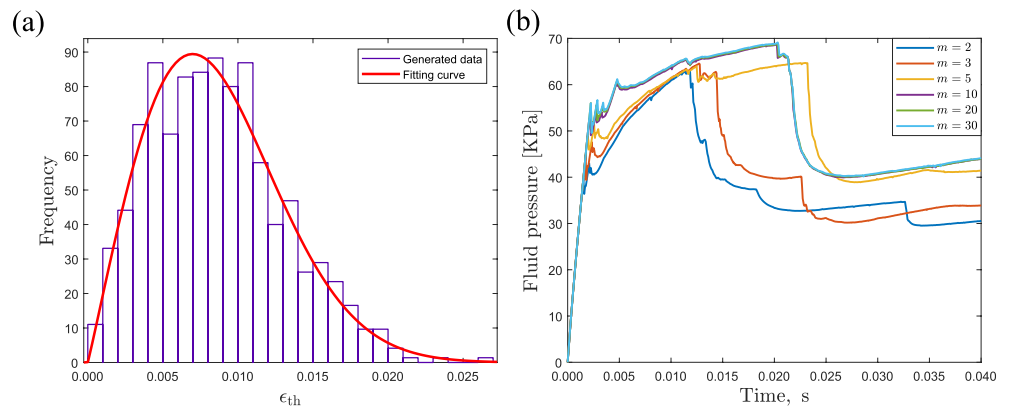 (a)
90
80
70
60
50
40
30
20
10
0
Frequency
0.000 0.005 0.010 0.015 0.020 0.025
ϵth
Generated data
Fitting curve
(b)
70
60
50
40
30
20
10
0
Fluid pressure [KPa]
0.000 0.005 0.010 0.015 0.020 0.025 0.030 0.035 0.040
Time, s
m = 2
m = 3
m = 5
m = 10
m = 20
m = 30